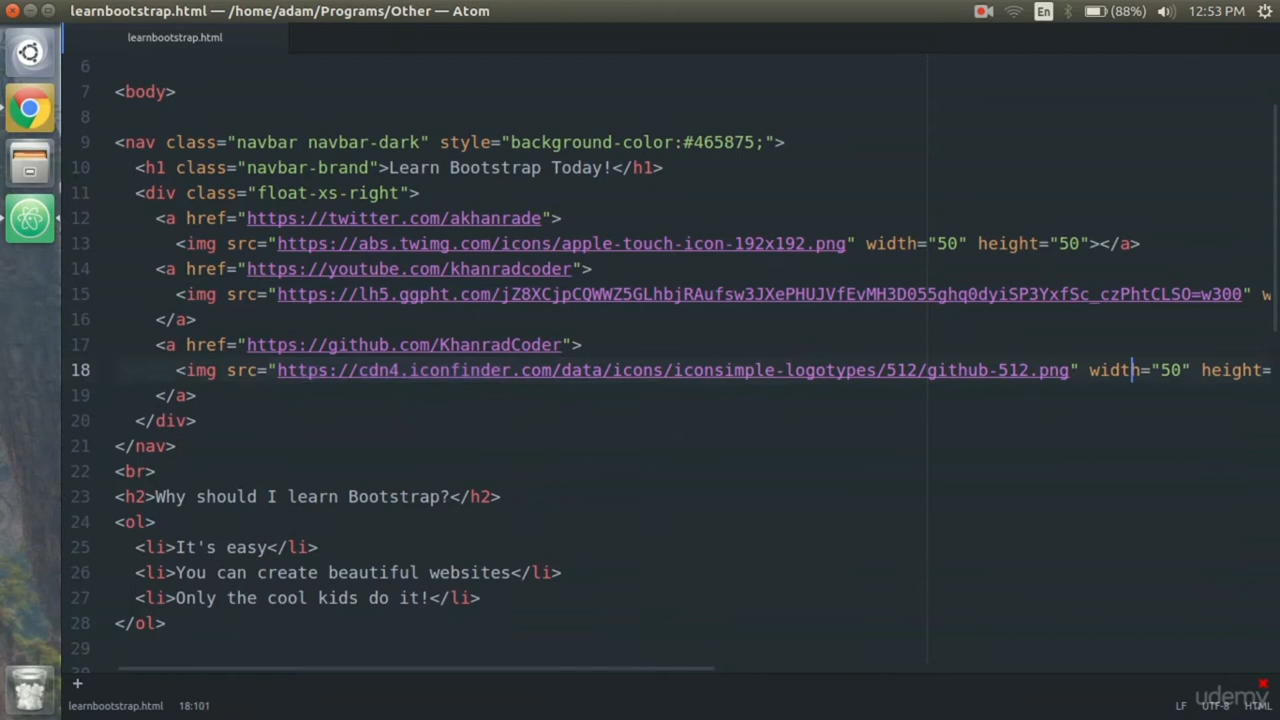 learnbootstrap.html — /home/adam/Programs/Other — Atom
En
(88%)
12:53 PM
learnbootstrap.html
6
7 <body>
8
9 <nav class="navbar navbar-dark" style="background-color:#465875;">
10 <h1 class="navbar-brand">Learn Bootstrap Today!</h1>
11 <div class="float-xs-right">
12 <a href="https://twitter.com/akhanrade">
13 <img src="https://abs.twimg.com/icons/apple-touch-icon-192x192.png" width="50" height="50"></a>
14 <a href="https://youtube.com/khanradcoder">
15 <img src="https://lh5.ggpht.com/jZ8XCjpCQWWZ5GLhbjRAufsw3JXePHUJVfEvMH3D055ghq0dyiSP3YxfSc_czPhtCLSO=w300" w
16 </a>
17 <a href="https://github.com/KhanradCoder">
18 <img src="https://cdn4.iconfinder.com/data/icons/iconsimple-logotypes/512/github-512.png" width="50" height=
19 </a>
20 </div>
21 </nav>
22 <br>
23 <h2>Why should I learn Bootstrap?</h2>
24 <ol>
25 <li>It's easy</li>
26 <li>You can create beautiful websites</li>
27 <li>Only the cool kids do it!</li>
28 </ol>
29
learnbootstrap.html 18:101
LF UTF-8 HTML
udemy